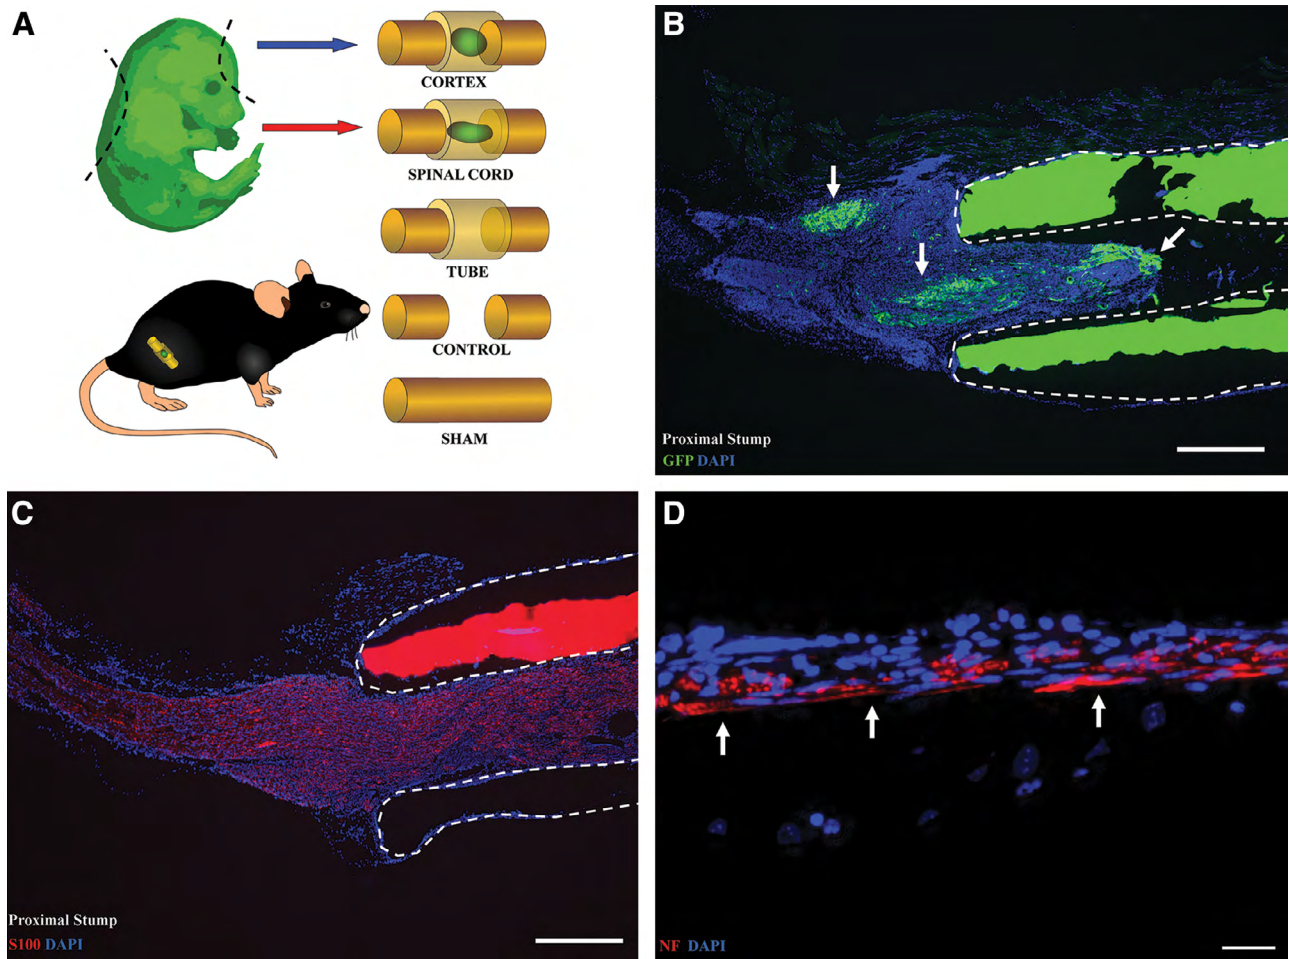 A
CORTEX
SPINAL CORD
TUBE
CONTROL
SHAM
B
Proximal Stump
GFP DAPI
C
Proximal Stump
S100 DAPI
D
NF DAPI